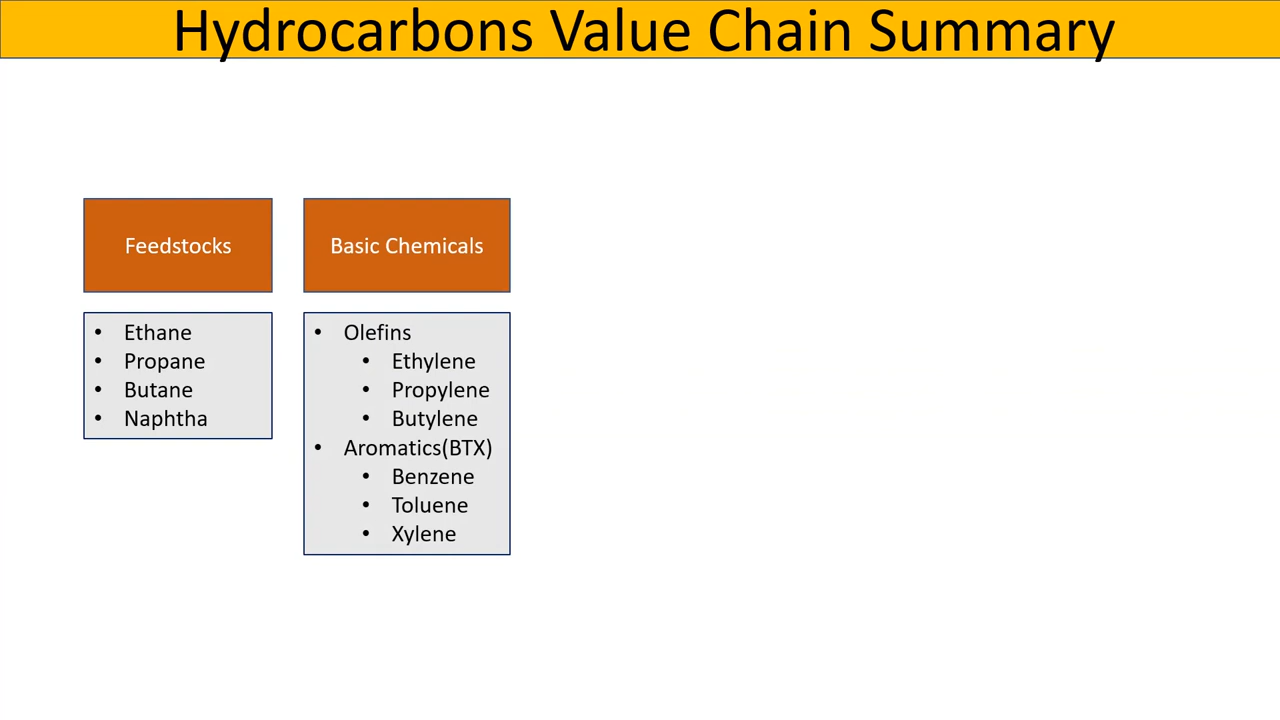 Hydrocarbons Value Chain Summary
Feedstocks
• Ethane
• Propane
• Butane
• Naphtha
Basic Chemicals
• Olefins
• Ethylene
• Propylene
• Butylene
• Aromatics(BTX)
• Benzene
• Toluene
• Xylene